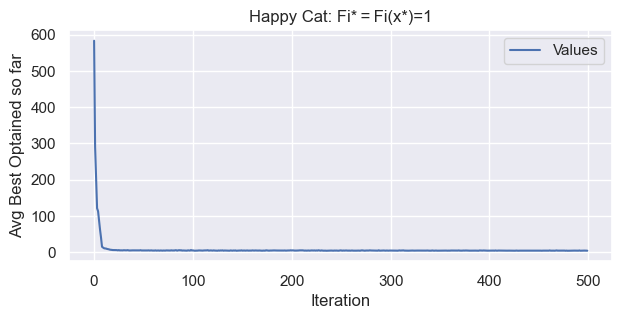 Happy Cat: Fi* = Fi(x*)=1
Values
Avg Best Optained so far
600
500
400
300
200
100
0
0 100 200 300 400 500
Iteration